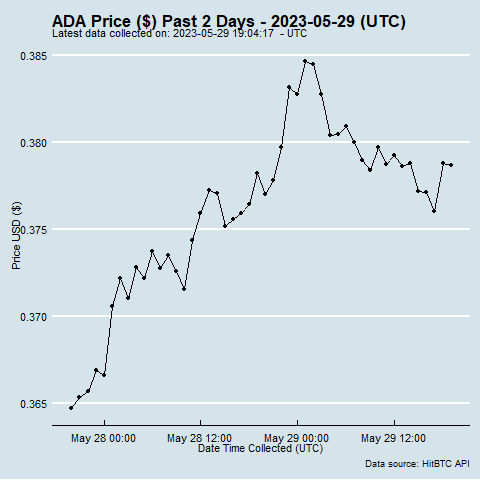 ADA Price ($) Past 2 Days - 2023-05-29 (UTC)
Latest data collected on: 2023-05-29 19:04:17 - UTC
0.385
0.380
0.375
0.370
0.365
Price USD ($)
May 28 00:00 May 28 12:00 May 29 00:00 May 29 12:00
Date Time Collected (UTC)
Data source: HitBTC API